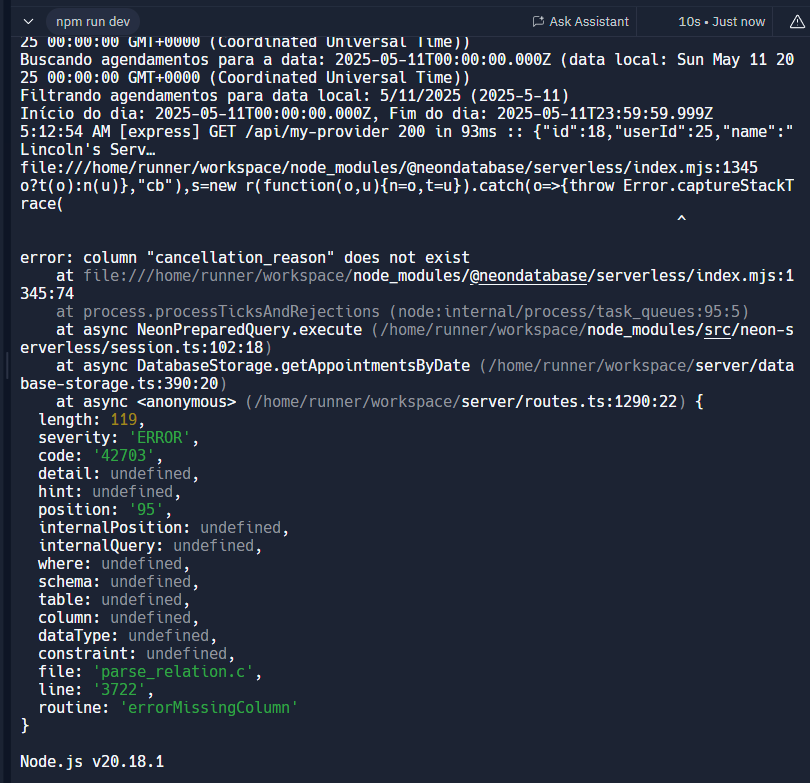 npm run dev
Ask Assistant
10s • Just now
25 00:00:00 GMT+0000 (Coordinated Universal Time))
Buscando agendamentos para a data: 2025-05-11T00:00:00.000Z (data local: Sun May 11 20
25 00:00:00 GMT+0000 (Coordinated Universal Time))
Filtrando agendamentos para data local: 5/11/2025 (2025-5-11)
Início do dia: 2025-05-11T00:00:00.000Z, Fim do dia: 2025-05-11T23:59:59.999Z
5:12:54 AM [express] GET /api/my-provider 200 in 93ms :: {"id":18,"userId":25,"name":"
Lincoln's Serv…
file:///home/runner/workspace/node_modules/@neondatabase/serverless/index.mjs:1345
o?t(o):n(u)},"cb"),s=new r(function(o,u){n=o,t=u}).catch(o=>{throw Error.captureStackT
race(
^
error: column "cancellation_reason" does not exist
at file:///home/runner/workspace/node_modules/@neondatabase/serverless/index.mjs:1
345:74
at process.processTicksAndRejections (node:internal/process/task_queues:95:5)
at async NeonPreparedQuery.execute (/home/runner/workspace/node_modules/src/neon-s
erverless/session.ts:102:18)
at async DatabaseStorage.getAppointmentsByDate (/home/runner/workspace/server/data
base-storage.ts:390:20)
at async <anonymous> (/home/runner/workspace/server/routes.ts:1290:22) {
length: 119,
severity: 'ERROR',
code: '42703',
detail: undefined,
hint: undefined,
position: '95',
internalPosition: undefined,
internalQuery: undefined,
where: undefined,
schema: undefined,
table: undefined,
column: undefined,
dataType: undefined,
constraint: undefined,
file: 'parse_relation.c',
line: '3722',
routine: 'errorMissingColumn'
}
Node.js v20.18.1